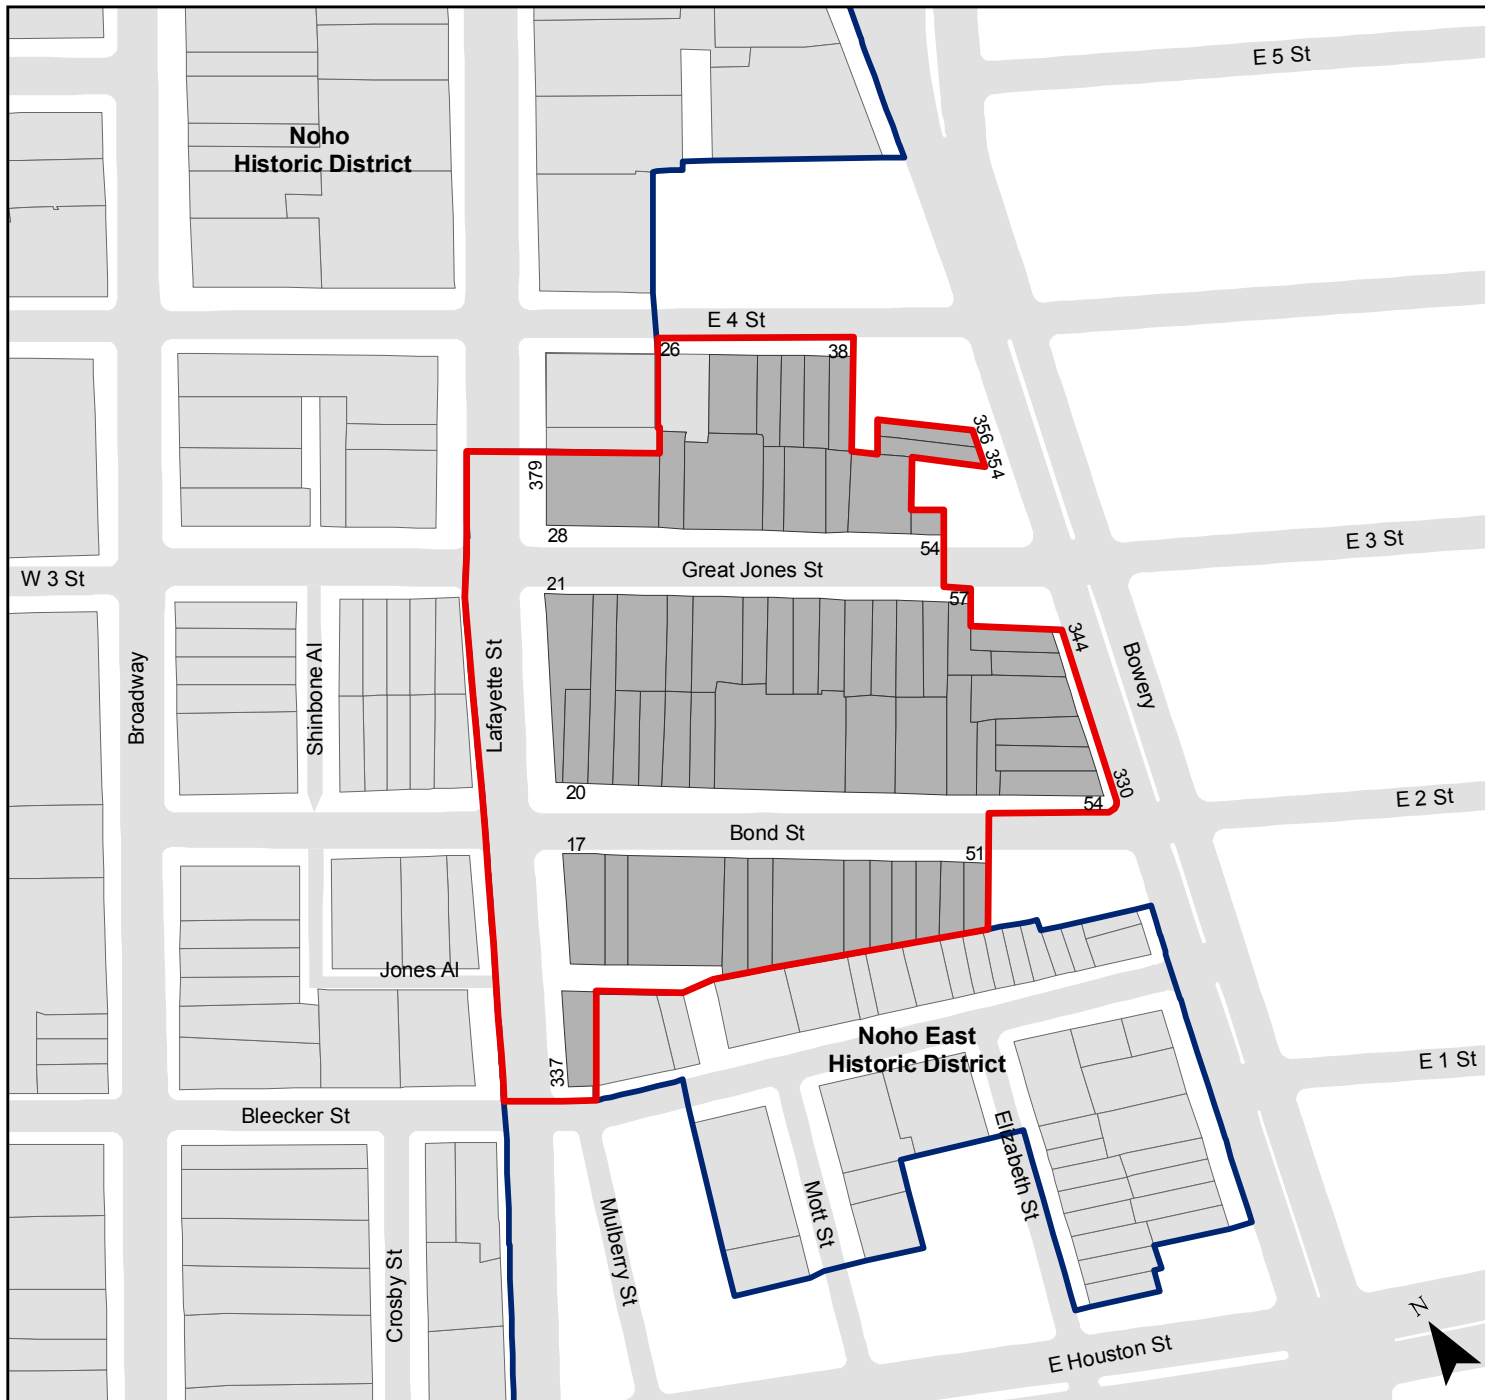 E 5 St
Noho
Historic District
E 4 St
26
38
356
354
379
28
54
E 3 St
W 3 St
Great Jones St
21
57
344
Broadway
Shinbone Al
Lafayette St
Bowery
20
54
330
E 2 St
Bond St
17
51
Jones Al
Noho East
Historic District
337
E 1 St
Bleecker St
Elizabeth St
Mott St
Mulberry St
Crosby St
N
E Houston St